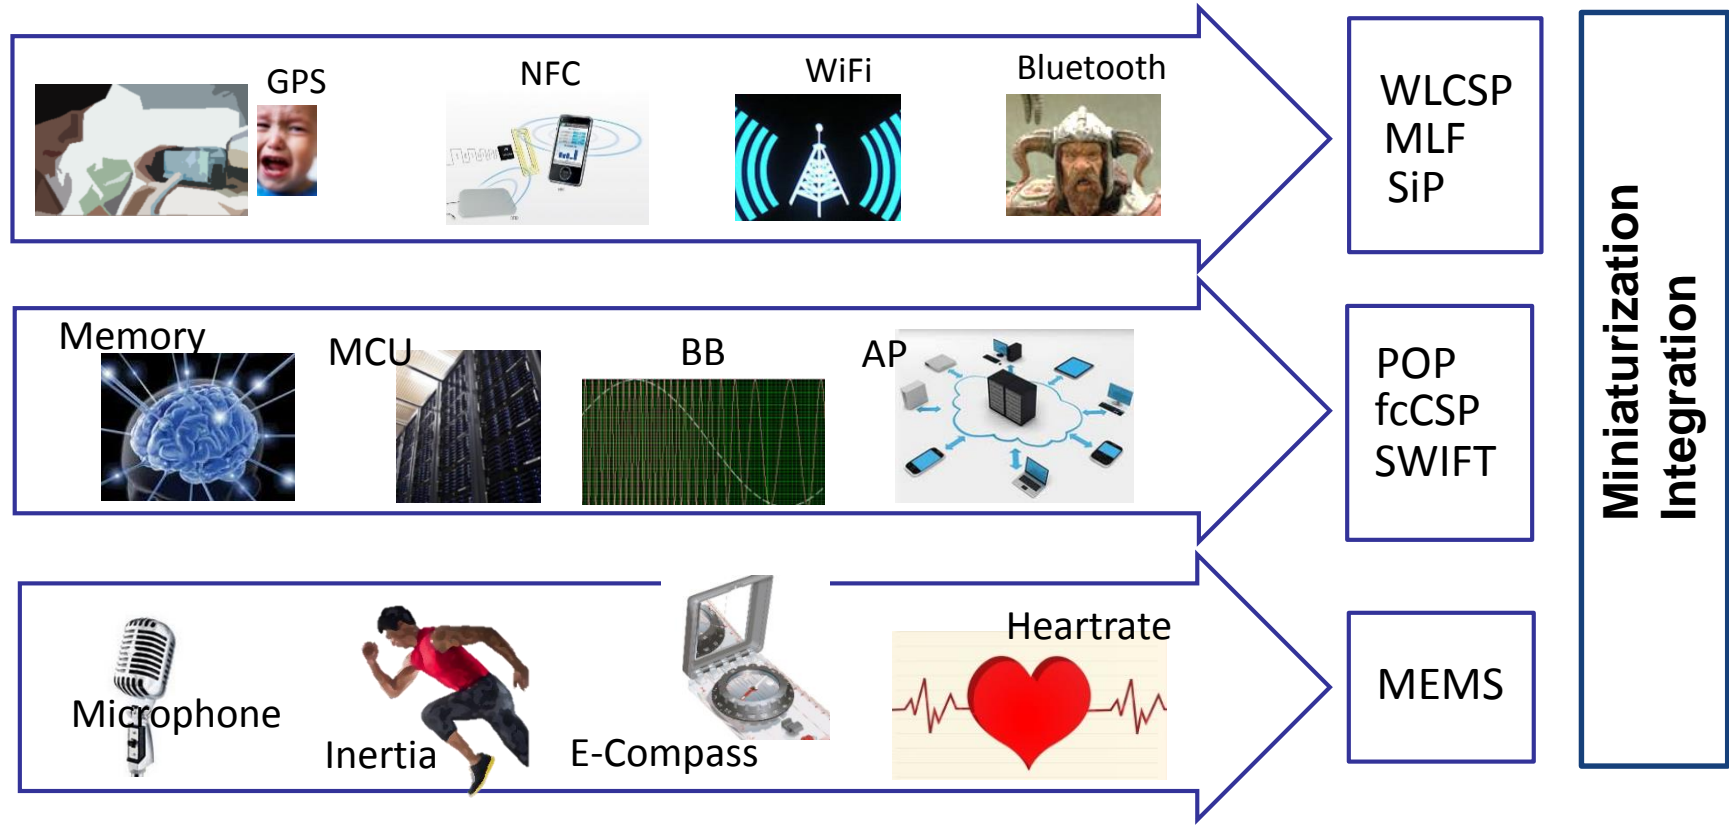 GPS
NFC
WiFi
Bluetooth
WLCSP
MLF
SiP
Memory
MCU
BB
AP
POP
fcCSP
SWIFT
Microphone
Inertia
E-Compass
Heartrate
MEMS
Miniaturization
Integration